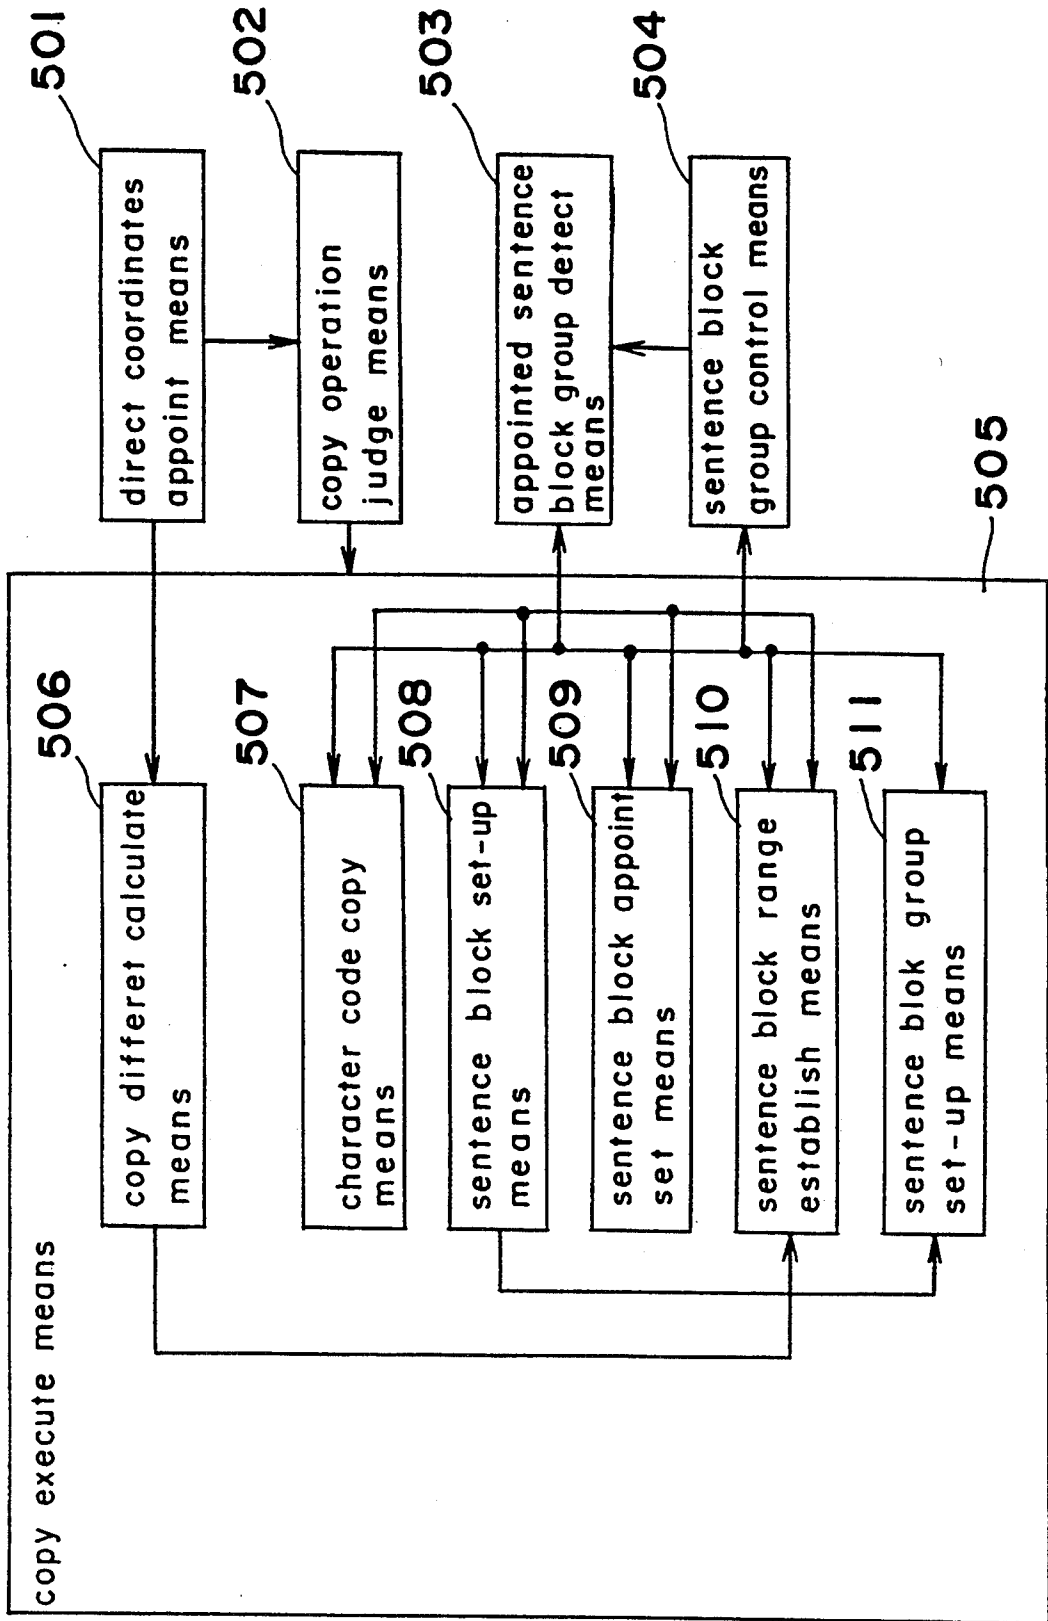 501
direct coordinates
appoint means
502
copy operation
judge means
503
appointed sentence
block group detect
means
504
sentence block
group control means
505
copy execute means
506
copy differet calculate
means
507
character code copy
means
508
sentence block set-up
means
509
sentence block appoint
set means
510
sentence block range
establish means
511
sentence blok group
set-up means